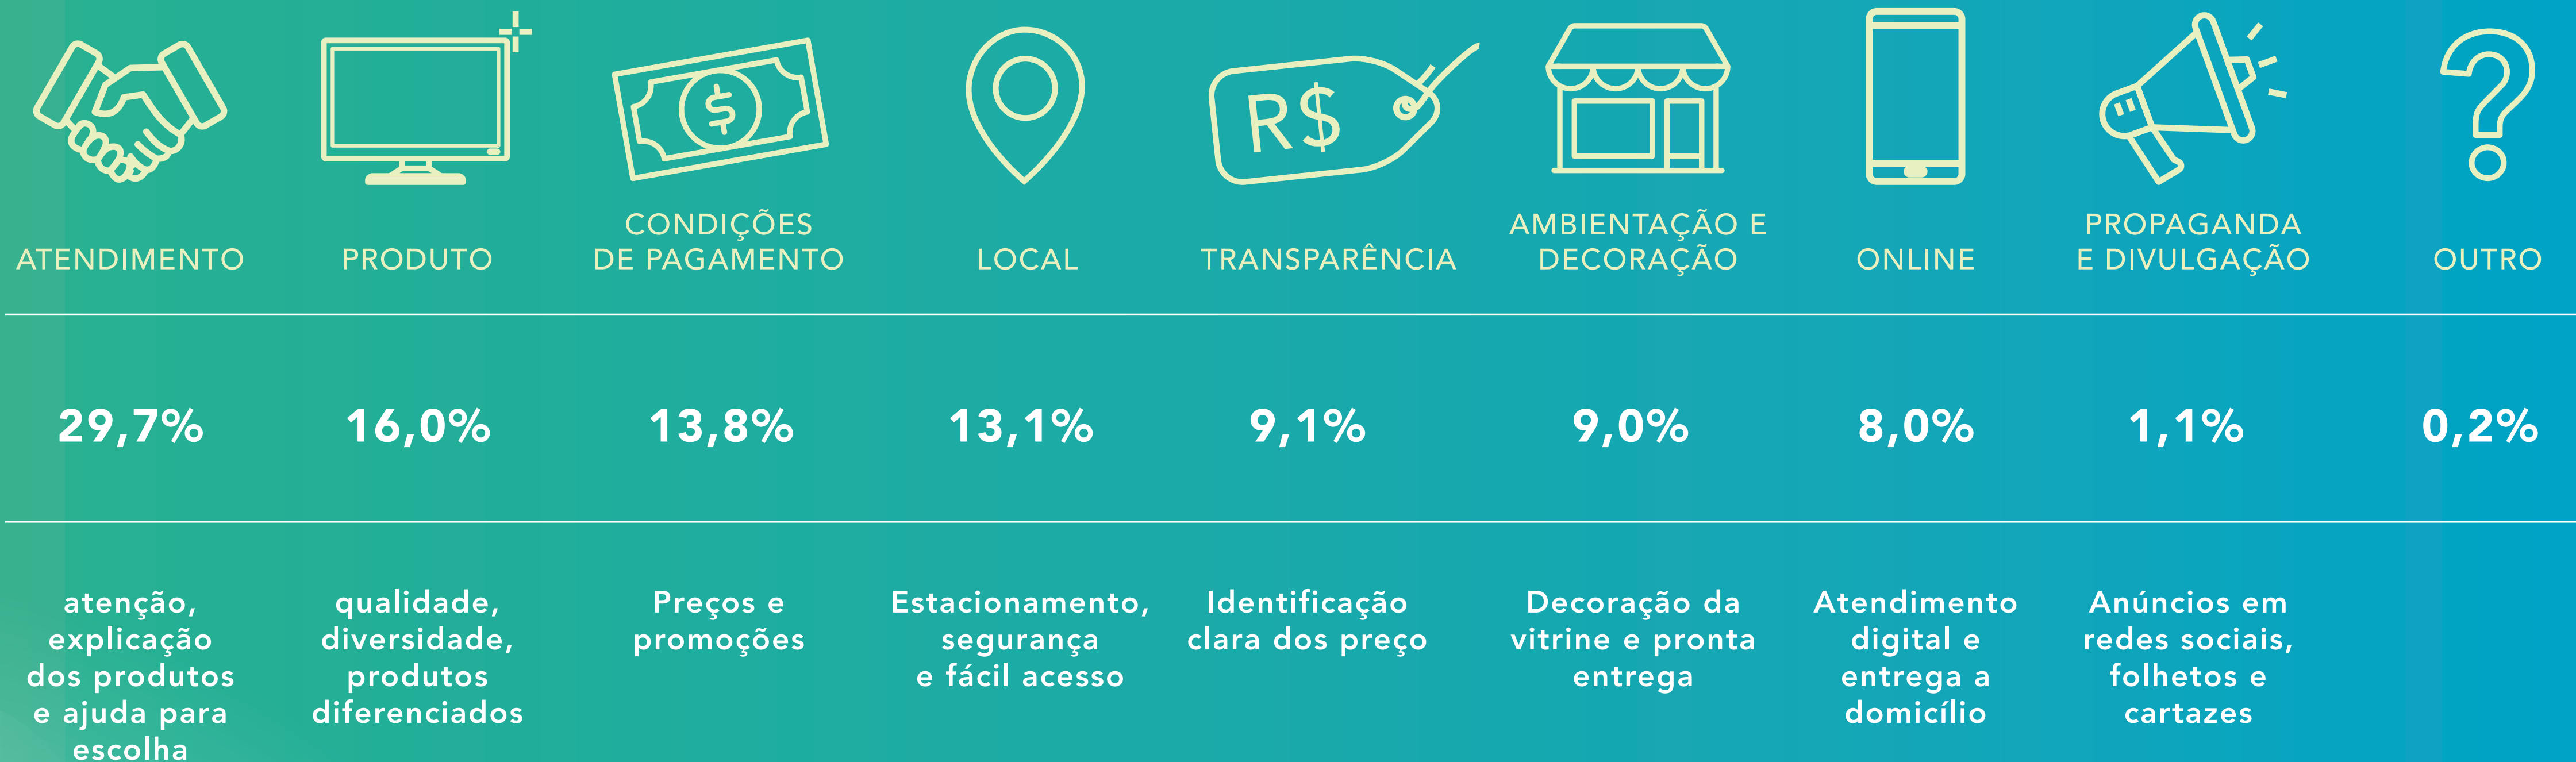 $
R$
ATENDIMENTO
PRODUTO
CONDIÇÕES
DE PAGAMENTO
LOCAL
TRANSPARÊNCIA
AMBIENTAÇÃO E
DECORAÇÃO
ONLINE
PROPAGANDA
E DIVULGAÇÃO
OUTRO
29,7%
16,0%
13,8%
13,1%
9,1%
9,0%
8,0%
1,1%
0,2%
atenção,
explicação
dos produtos
e ajuda para
escolha
qualidade,
diversidade,
produtos
diferenciados
Preços e
promoções
Estacionamento,
segurança
e fácil acesso
Identificação
clara dos preço
Decoração da
vitrine e pronta
entrega
Atendimento
digital e
entrega a
domicílio
Anúncios em
redes sociais,
folhetos e
cartazes